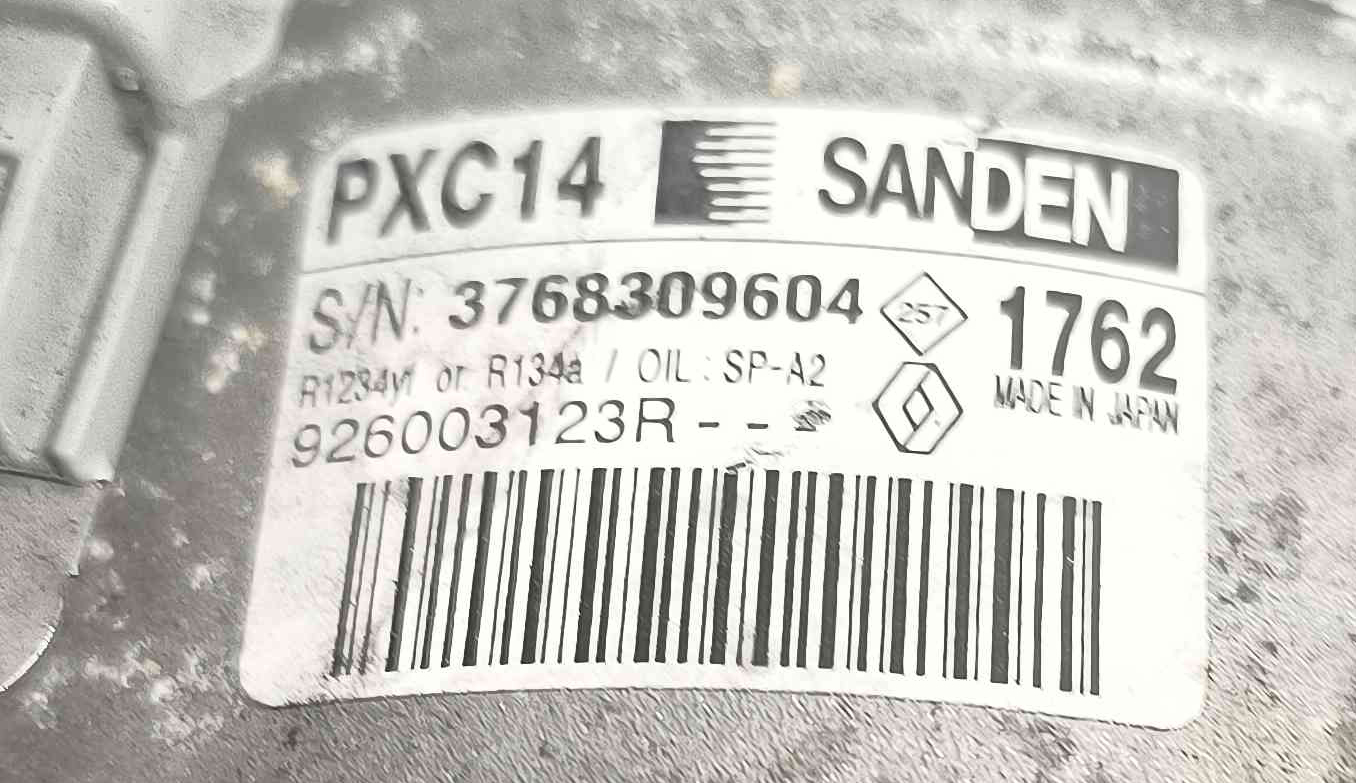 PXC14 SANDEN
S/N: 3768309604 257 1762
R1234yf or R134a / OIL : SP-A2 MADE IN JAPAN
926003123R - -